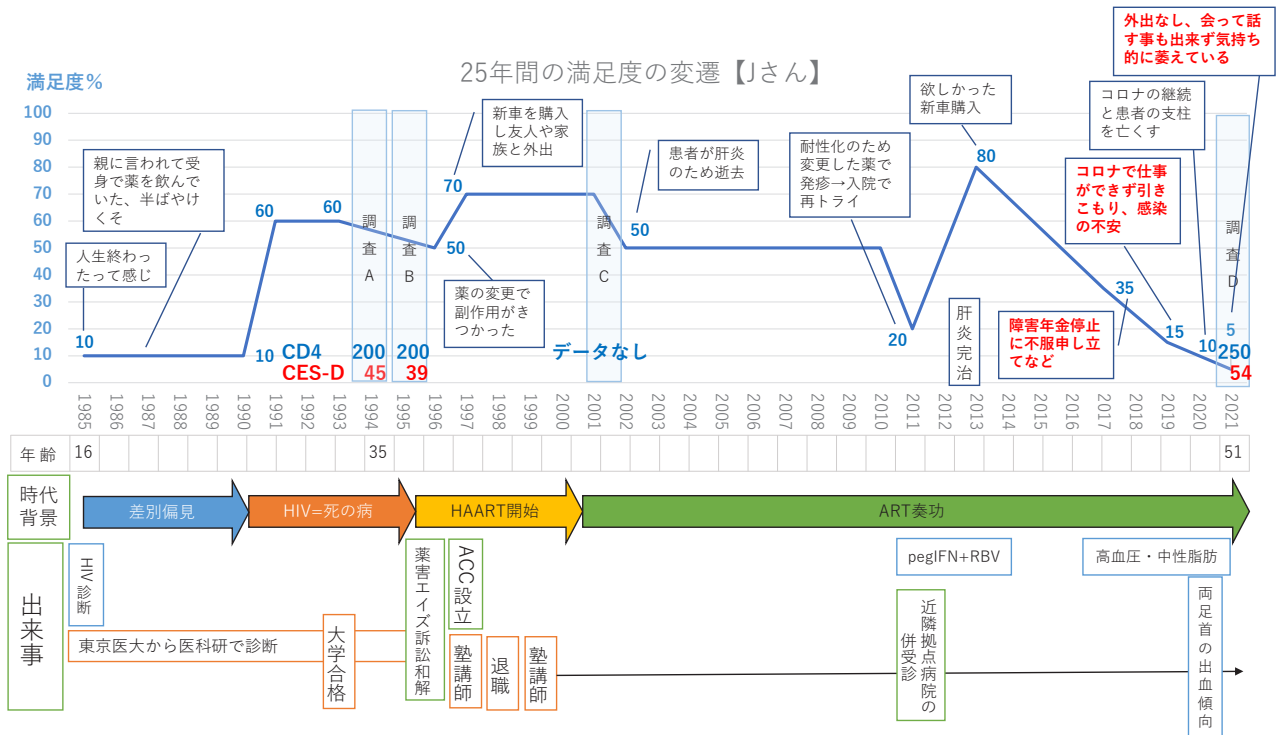 25年間の満足度の変遷【Jさん】
満足度%
100
90
80
70
60
50
40
30
20
10
0
人生終わ
ったって感じ
親に言われて受
身で薬を飲んで
いた、半ばやけ
くそ
新車を購入
し友人や家
族と外出
薬の変更で
副作用がき
つかった
患者が肝炎
のため逝去
耐性化のため
変更した薬で
発疹→入院で
再トライ
欲しかった
新車購入
肝炎完治
障害年金停止
に不服申し立
てなど
コロナで仕事
ができず引き
こもり、感染
の不安
コロナの継続
と患者の支柱
を亡くす
外出なし、会って話
す事も出来ず気持ち
的に萎えている
10
10
60
60
50
70
50
20
80
35
15
10
5
調査A
調査B
調査C
調査D
CD4
200
200
データなし
250
CES-D
45
39
54
1985
1986
1987
1988
1989
1990
1991
1992
1993
1994
1995
1996
1997
1998
1999
2000
2001
2002
2003
2004
2005
2006
2007
2008
2009
2010
2011
2012
2013
2014
2015
2016
2017
2018
2019
2020
2021
年齢
16
35
51
時代
背景
差別偏見
HIV=死の病
HAART開始
ART奏功
出来事
HIV診断
東京医大から医科研で診断
大学合格
薬害エイズ訴訟和解
ACC設立
塾講師
退職
塾講師
pegIFN+RBV
近隣拠点病院の
併受診
高血圧・中性脂肪
両足首の出血傾向